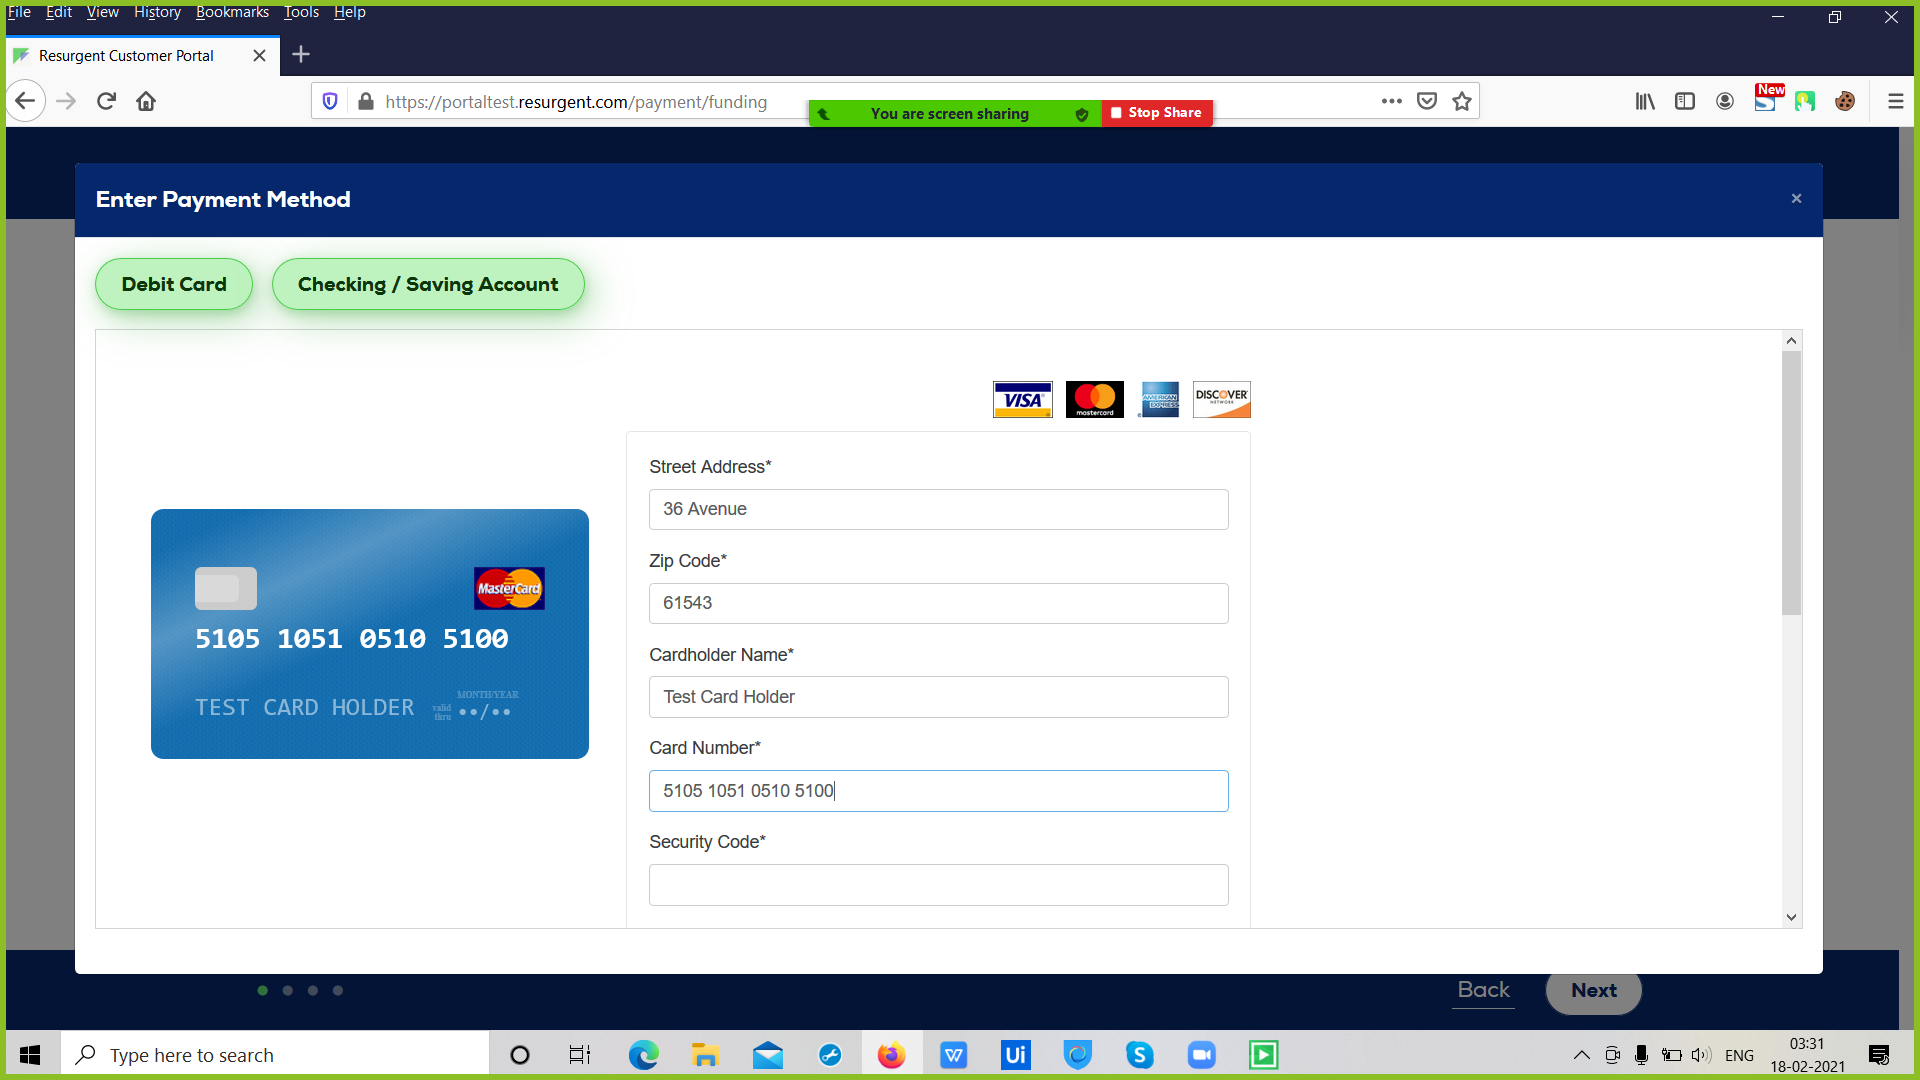 File Edit View History Bookmarks Tools Help
Resurgent Customer Portal
https://portaltest.resurgent.com/payment/funding
New
You are screen sharing
Stop Share
Enter Payment Method
Debit Card
Checking / Saving Account
VISA
mastercard
AMERICAN EXPRESS
DISCOVER
NETWORK
Street Address*
36 Avenue
Zip Code*
61543
MasterCard
5105 1051 0510 5100
TEST CARD HOLDER
valid thru
MONTH/YEAR
••/••
Cardholder Name*
Test Card Holder
Card Number*
5105 1051 0510 5100
Security Code*
Back
Next
Type here to search
W
Ui
S
ENG
03:31
18-02-2021